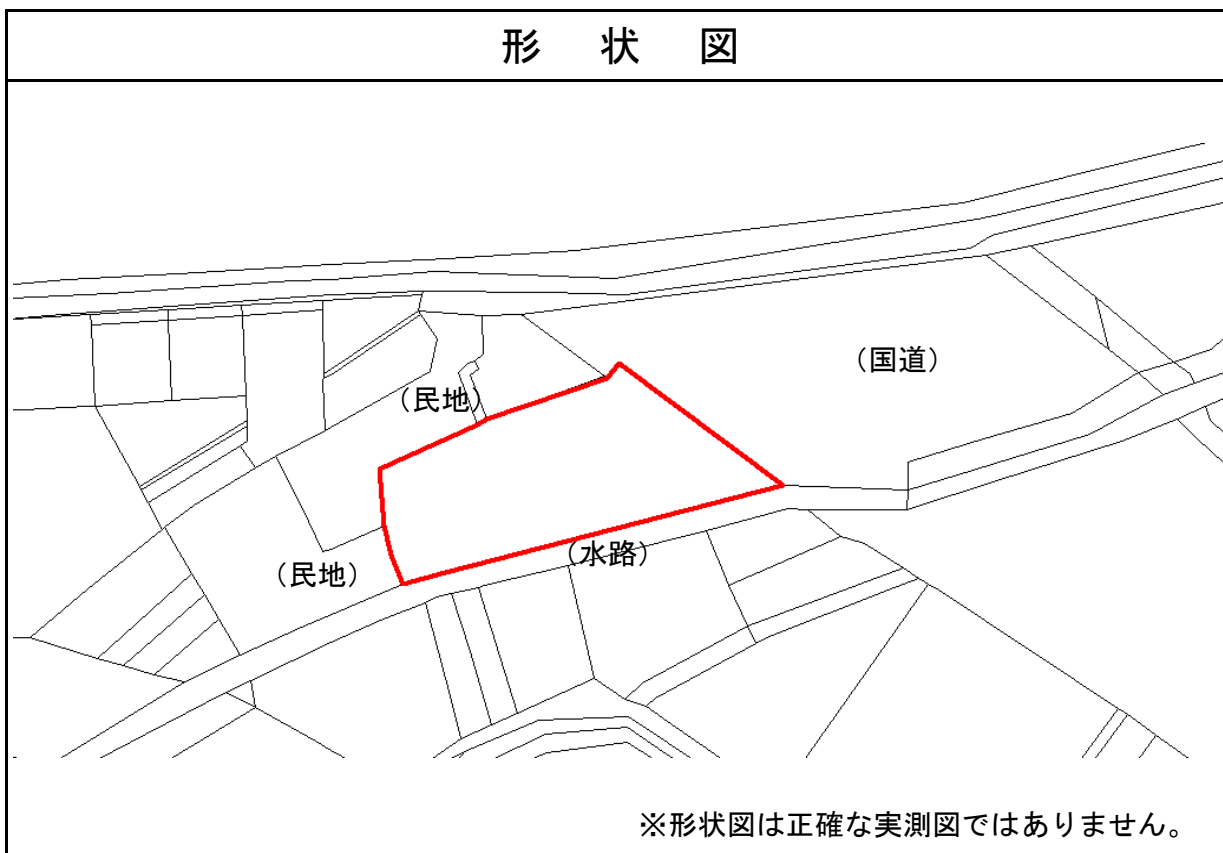 形 状 図
（国道）
（民地）
（水路）
（民地）
※形状図は正確な実測図ではありません。